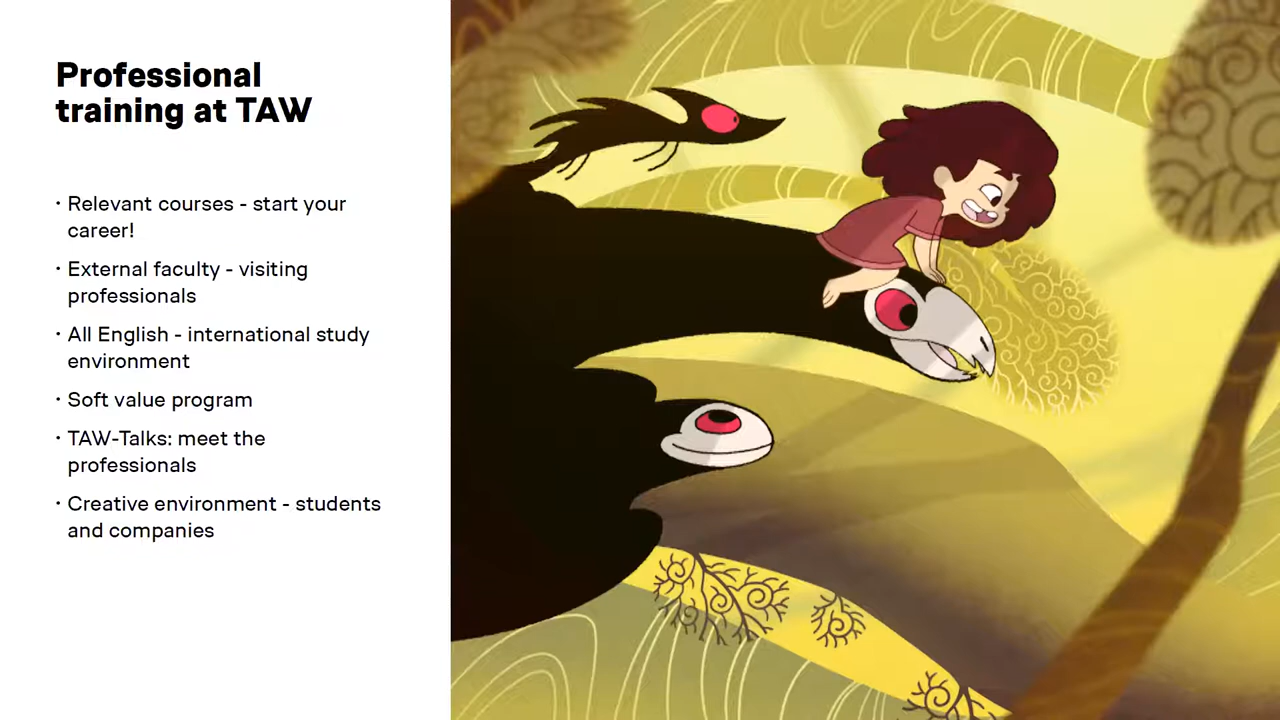 Professional
training at TAW
· Relevant courses - start your
career!
· External faculty - visiting
professionals
· All English - international study
environment
· Soft value program
· TAW-Talks: meet the
professionals
· Creative environment - students
and companies